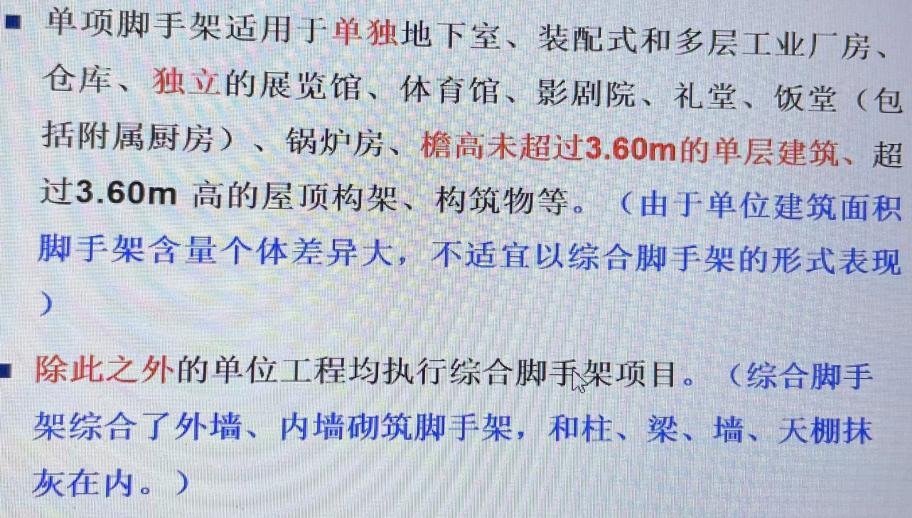 ■ 单项脚手架适用于单独地下室、装配式和多层工业厂房、
仓库、独立的展览馆、体育馆、影剧院、礼堂、饭堂（包
括附属厨房）、锅炉房、檐高未超过3.60m的单层建筑、超
过3.60m 高的屋顶构架、构筑物等。（由于单位建筑面积
脚手架含量个体差异大，不适宜以综合脚手架的形式表现
）
■ 除此之外的单位工程均执行综合脚手架项目。（综合脚手
架综合了外墙、内墙砌筑脚手架，和柱、梁、墙、天棚抹
灰在内。）